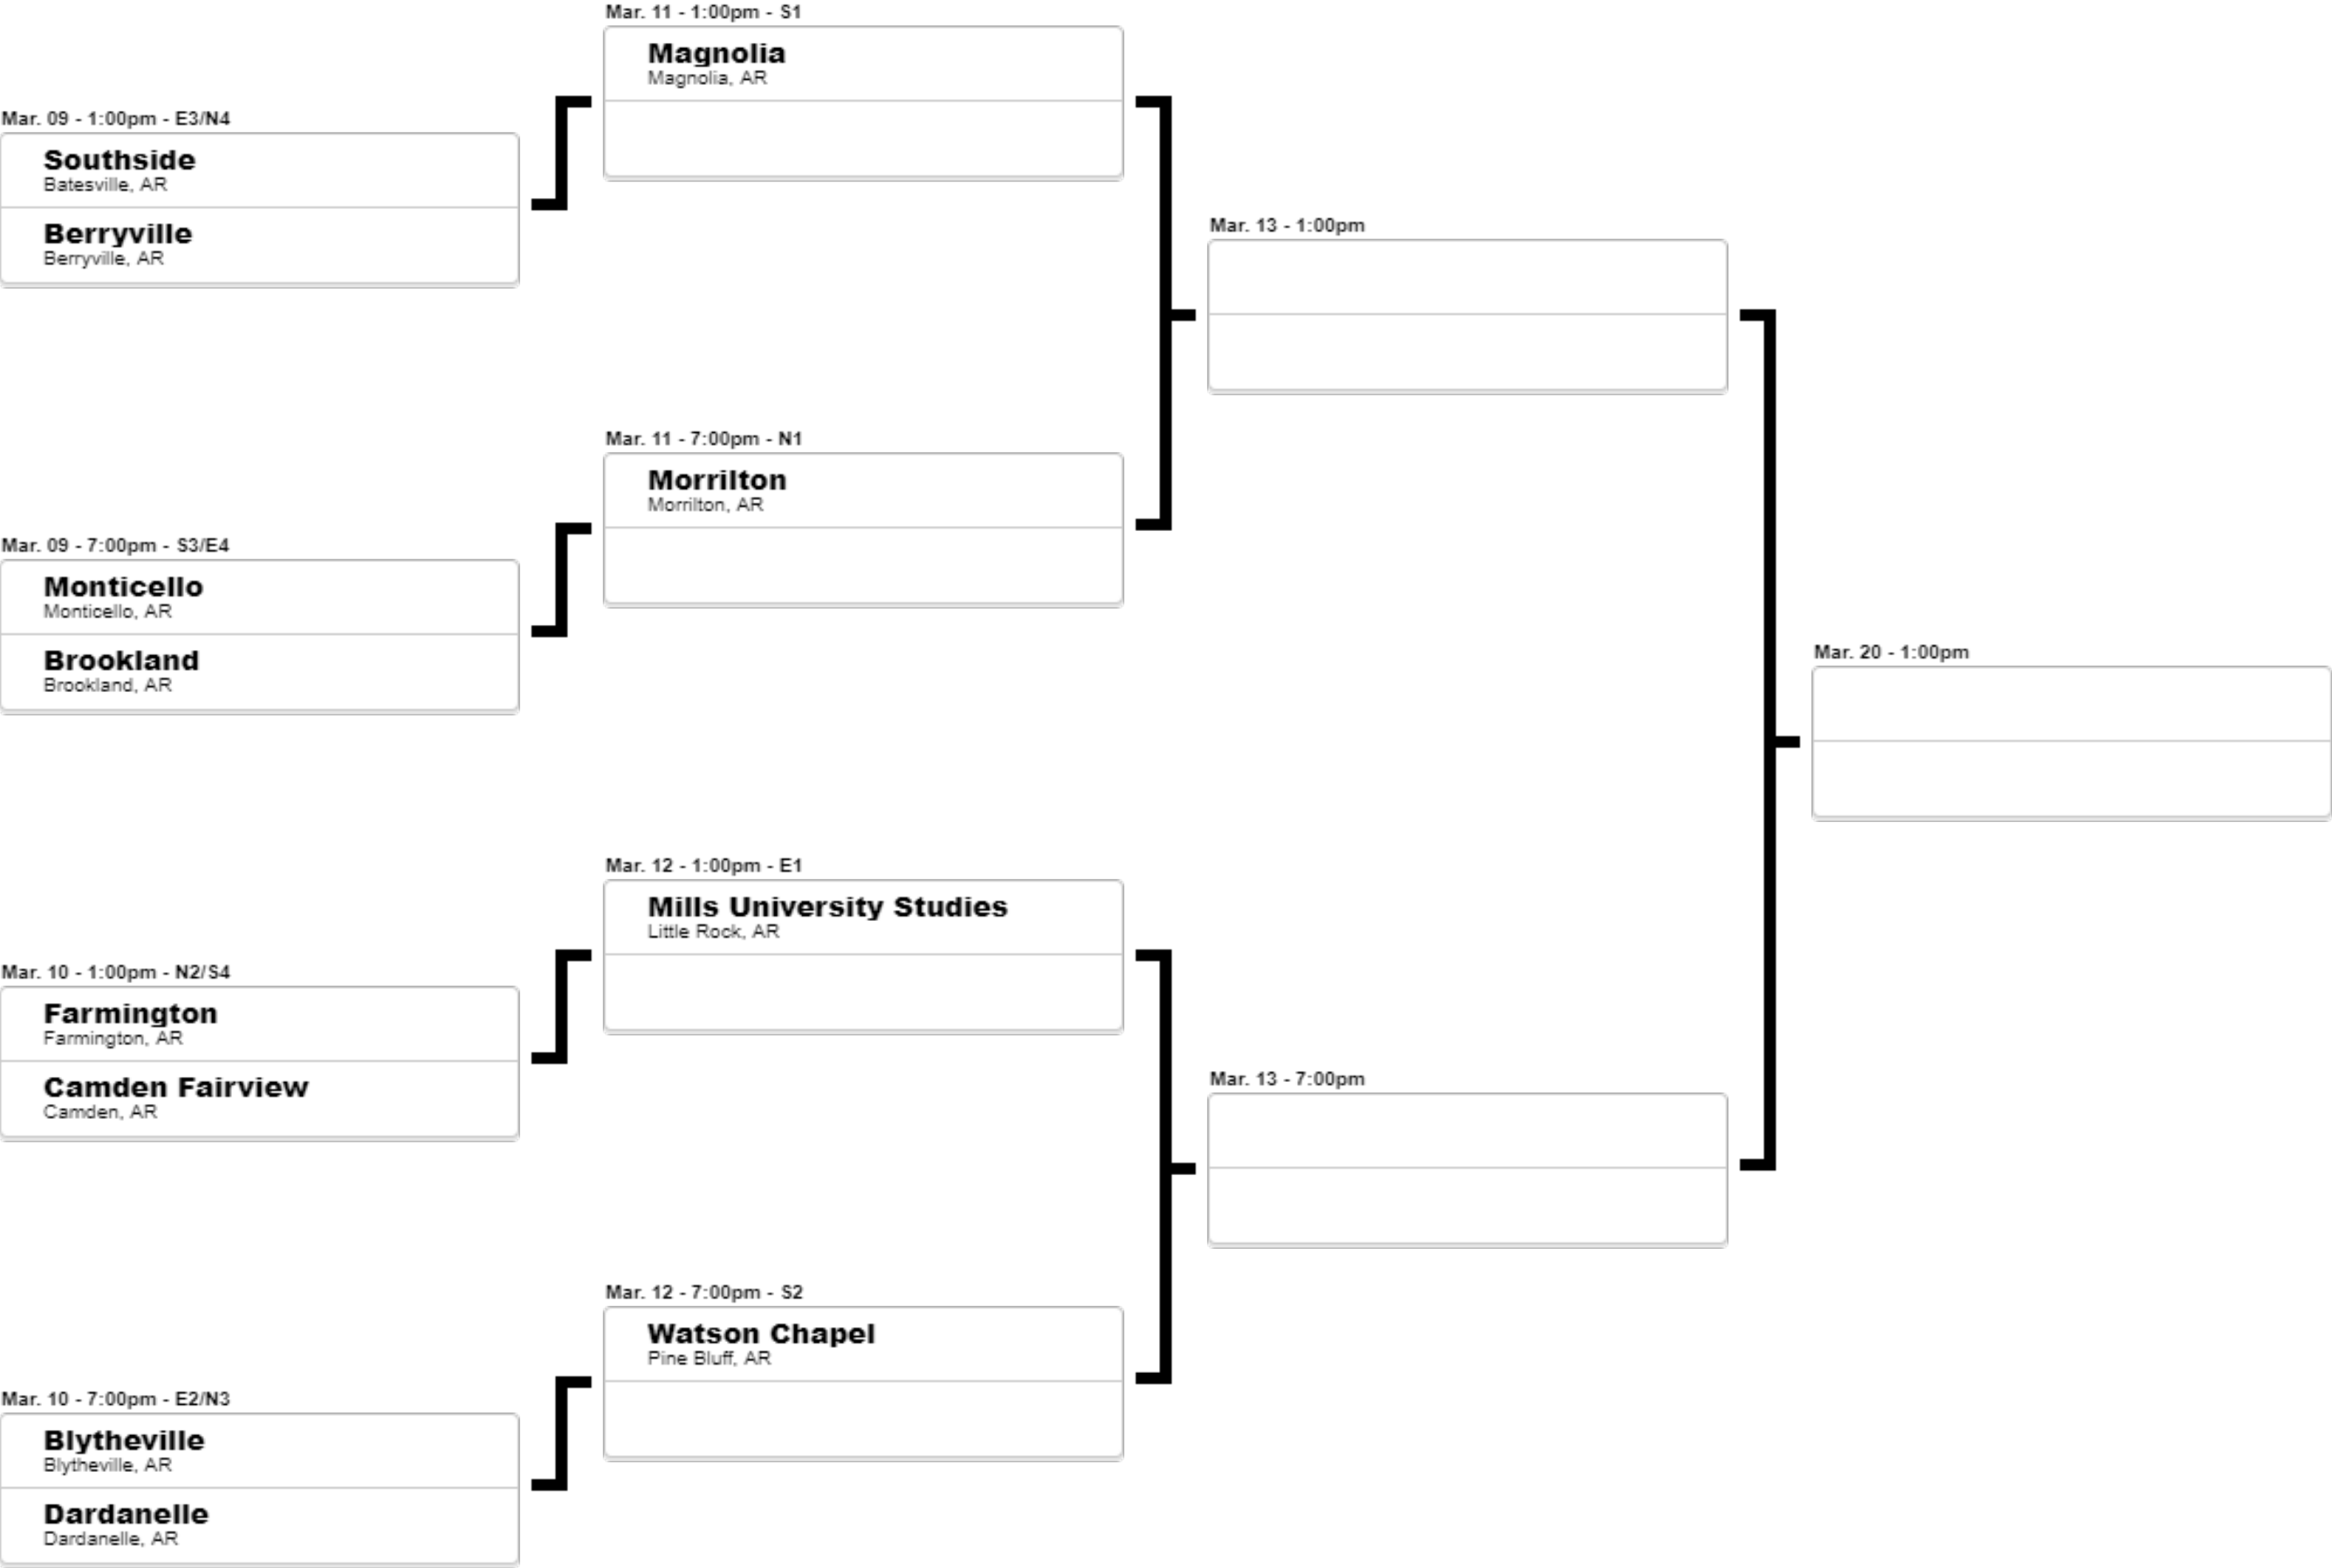 Mar. 09 - 1:00pm - E3/N4
Southside
Batesville, AR
Berryville
Berryville, AR
Mar. 09 - 7:00pm - S3/E4
Monticello
Monticello, AR
Brookland
Brookland, AR
Mar. 10 - 1:00pm - N2/S4
Farmington
Farmington, AR
Camden Fairview
Camden, AR
Mar. 10 - 7:00pm - E2/N3
Blytheville
Blytheville, AR
Dardanelle
Dardanelle, AR
Mar. 11 - 1:00pm - S1
Magnolia
Magnolia, AR
Mar. 11 - 7:00pm - N1
Morrilton
Morrilton, AR
Mar. 12 - 1:00pm - E1
Mills University Studies
Little Rock, AR
Mar. 12 - 7:00pm - S2
Watson Chapel
Pine Bluff, AR
Mar. 13 - 1:00pm
Mar. 13 - 7:00pm
Mar. 20 - 1:00pm